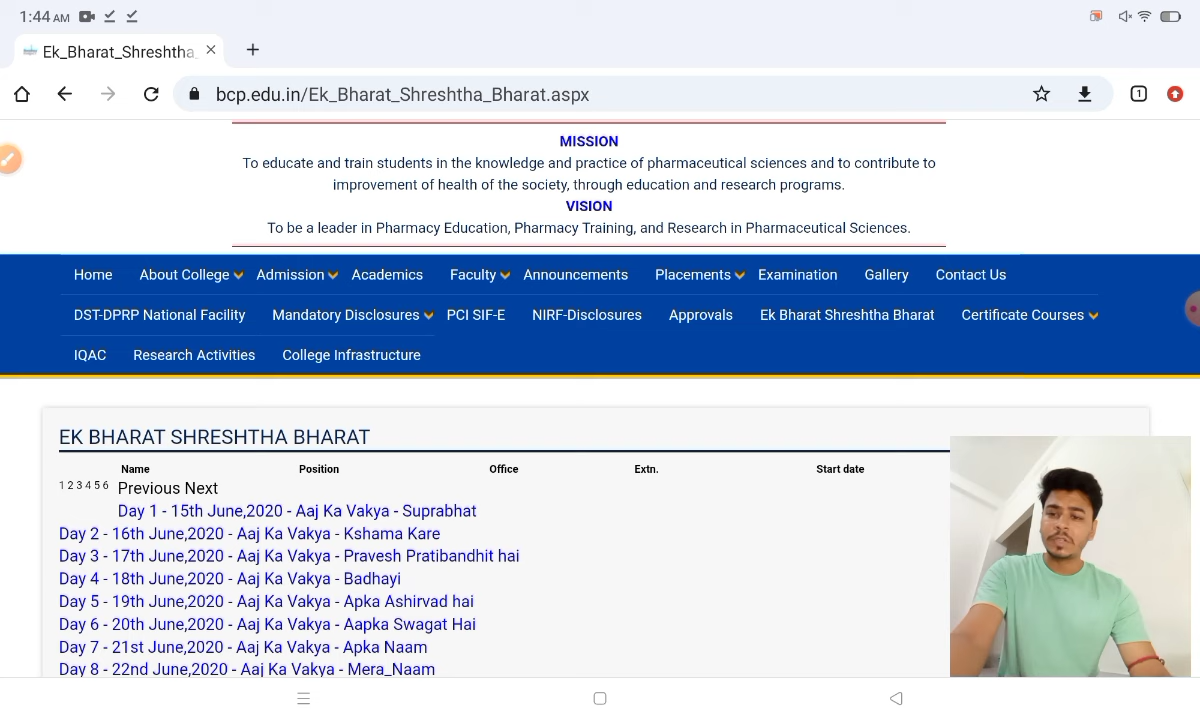 1:44 AM
Ek_Bharat_Shreshtha_
bcp.edu.in/Ek_Bharat_Shreshtha_Bharat.aspx
1
MISSION
To educate and train students in the knowledge and practice of pharmaceutical sciences and to contribute to
improvement of health of the society, through education and research programs.
VISION
To be a leader in Pharmacy Education, Pharmacy Training, and Research in Pharmaceutical Sciences.
Home About College Admission Academics Faculty Announcements Placements Examination Gallery Contact Us
DST-DPRP National Facility Mandatory Disclosures PCI SIF-E NIRF-Disclosures Approvals Ek Bharat Shreshtha Bharat Certificate Courses
IQAC Research Activities College Infrastructure
EK BHARAT SHRESHTHA BHARAT
Name Position Office Extn. Start date
1 2 3 4 5 6 Previous Next
Day 1 - 15th June,2020 - Aaj Ka Vakya - Suprabhat
Day 2 - 16th June,2020 - Aaj Ka Vakya - Kshama Kare
Day 3 - 17th June,2020 - Aaj Ka Vakya - Pravesh Pratibandhit hai
Day 4 - 18th June,2020 - Aaj Ka Vakya - Badhayi
Day 5 - 19th June,2020 - Aaj Ka Vakya - Apka Ashirvad hai
Day 6 - 20th June,2020 - Aaj Ka Vakya - Aapka Swagat Hai
Day 7 - 21st June,2020 - Aaj Ka Vakya - Apka Naam
Day 8 - 22nd June,2020 - Aaj Ka Vakya - Mera_Naam